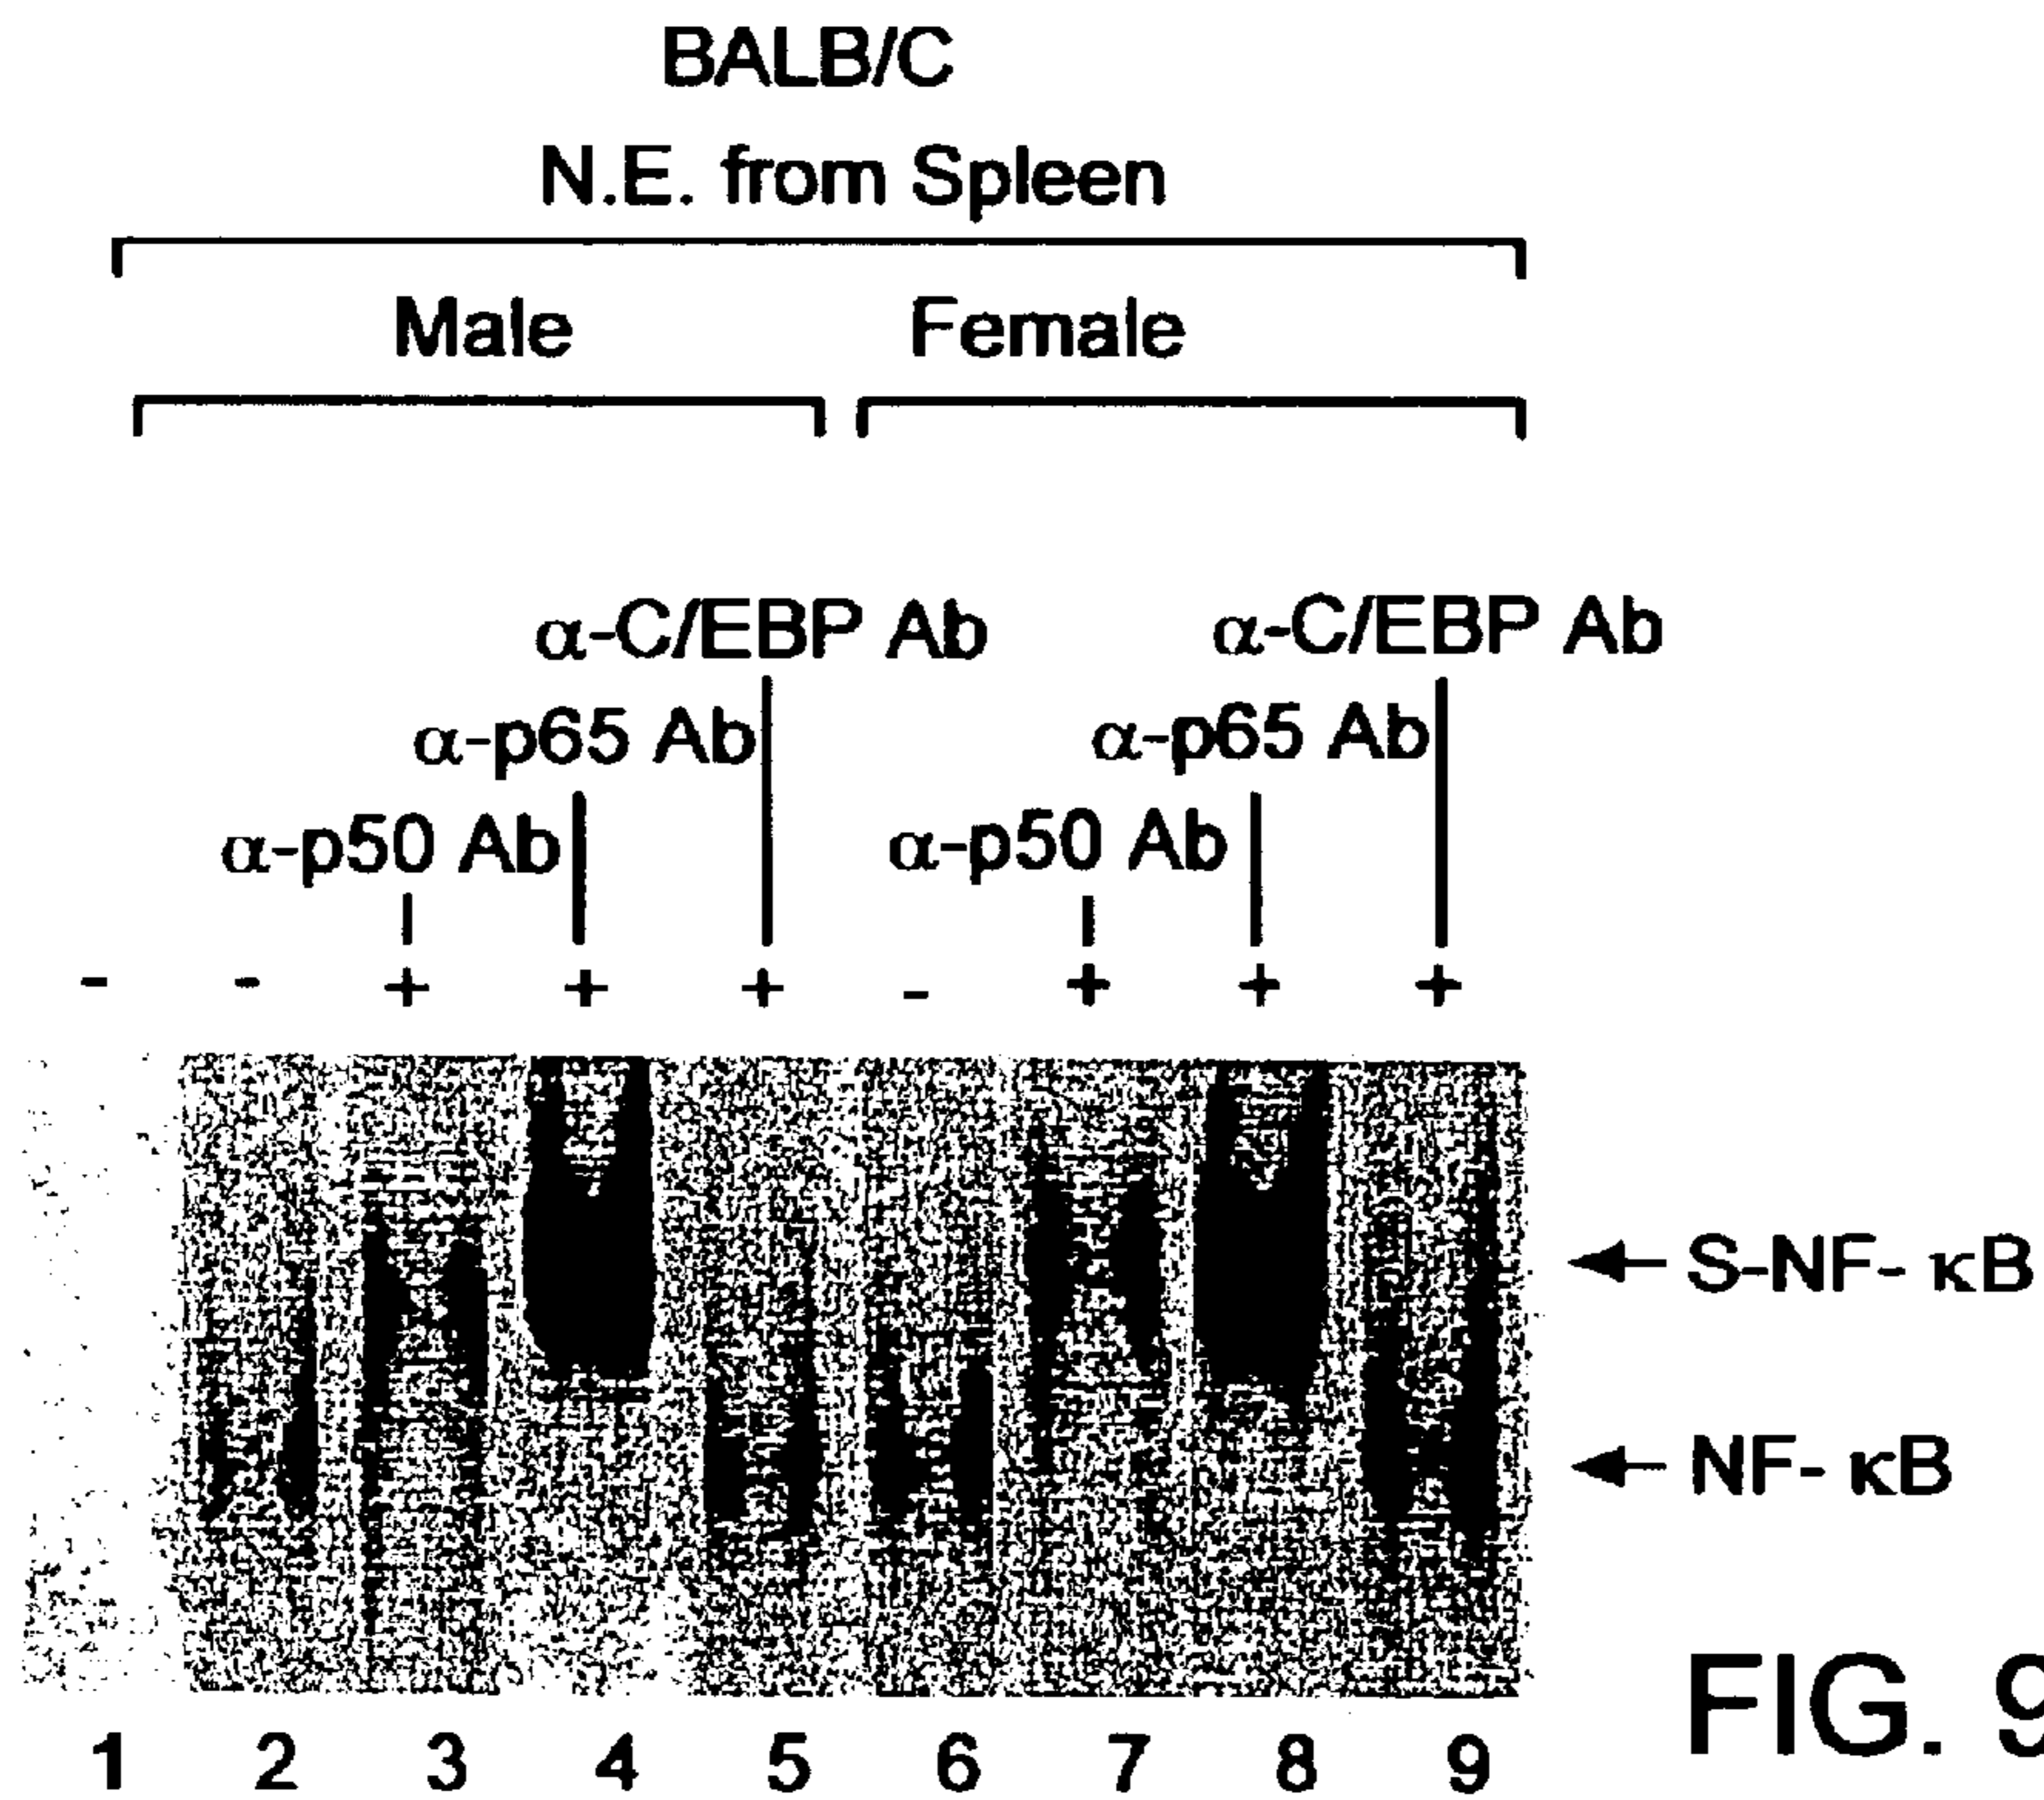 BALB/C
N.E. from Spleen
Male Female
α-C/EBP Ab α-C/EBP Ab
α-p65 Ab α-p65 Ab
α-p50 Ab α-p50 Ab
- - + + + - + + +
S-NF- κB
NF- κB
FIG. 9
1 2 3 4 5 6 7 8 9